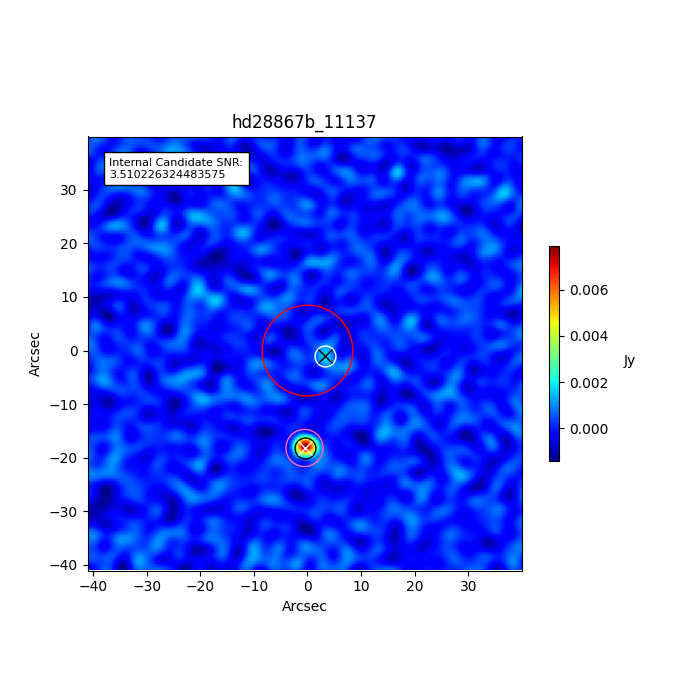 hd28867b_11137
Internal Candidate SNR:
3.510226324483575
30
20
10
0
−10
−20
−30
−40
Arcsec
−40 −30 −20 −10 0 10 20 30
Arcsec
0.006
0.004
0.002
0.000
Jy